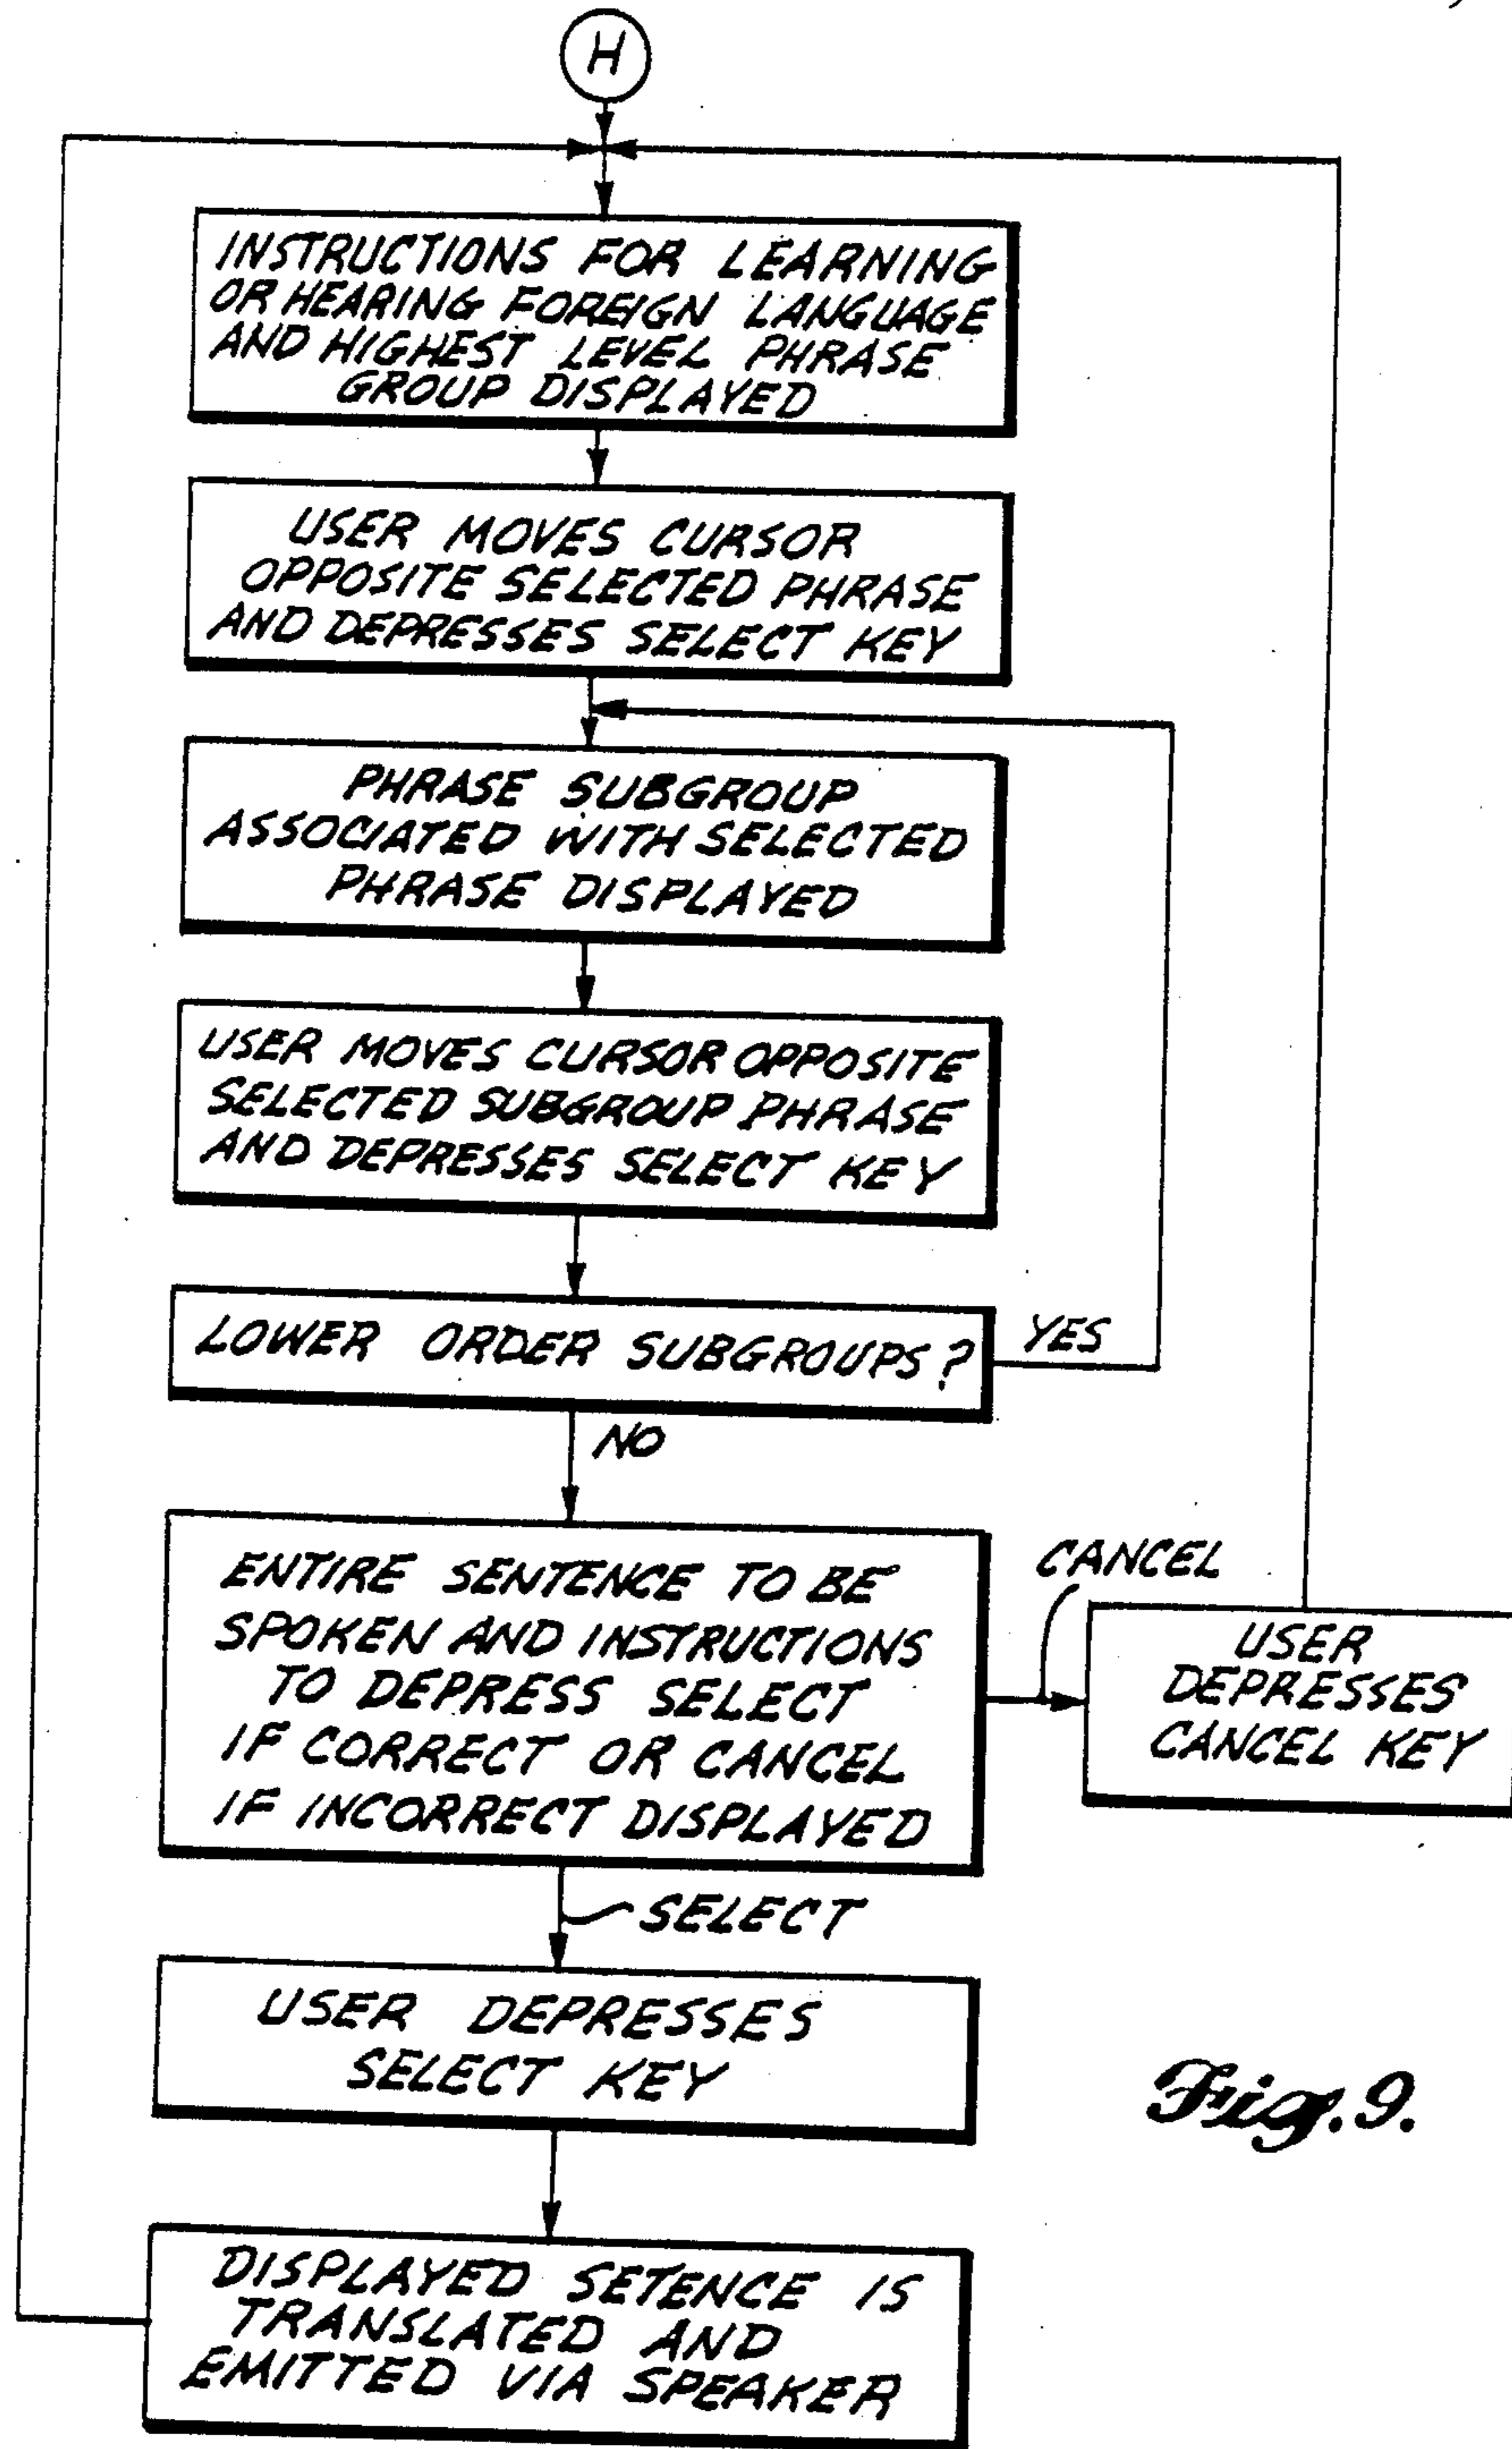 H
INSTRUCTIONS FOR LEARNING
OR HEARING FOREIGN LANGUAGE
AND HIGHEST LEVEL PHRASE
GROUP DISPLAYED
USER MOVES CURSOR
OPPOSITE SELECTED PHRASE
AND DEPRESSES SELECT KEY
PHRASE SUBGROUP
ASSOCIATED WITH SELECTED
PHRASE DISPLAYED
USER MOVES CURSOR OPPOSITE
SELECTED SUBGROUP PHRASE
AND DEPRESSES SELECT KEY
LOWER ORDER SUBGROUPS?
YES
NO
ENTIRE SENTENCE TO BE
SPOKEN AND INSTRUCTIONS
TO DEPRESS SELECT
IF CORRECT OR CANCEL
IF INCORRECT DISPLAYED
CANCEL
USER
DEPRESSES
CANCEL KEY
SELECT
USER DEPRESSES
SELECT KEY
DISPLAYED SETENCE IS
TRANSLATED AND
EMITTED VIA SPEAKER
Fig. 9.